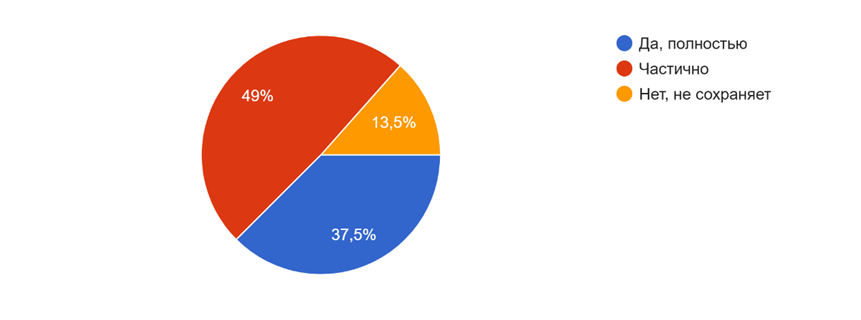 49%
13,5%
37,5%
Да, полностью
Частично
Нет, не сохраняет